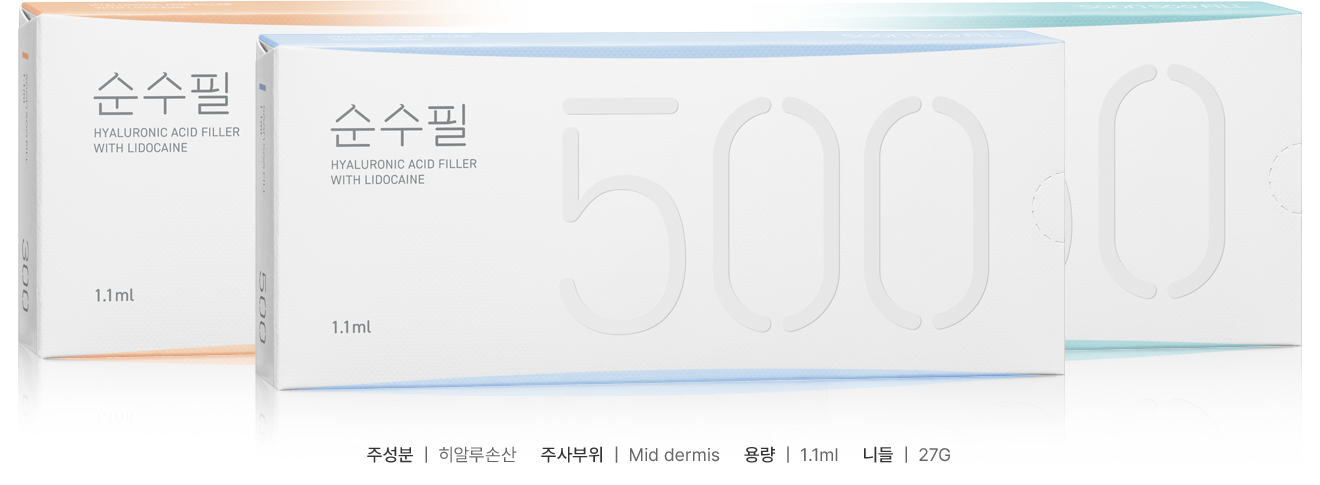 순수필
HYALURONIC ACID FILLER
WITH LIDOCAINE
1.1ml
300
순수필
HYALURONIC ACID FILLER
WITH LIDOCAINE
1.1ml
500
500
0
주성분 | 히알루손산 주사부위 | Mid dermis 용량 | 1.1ml 니들 | 27G